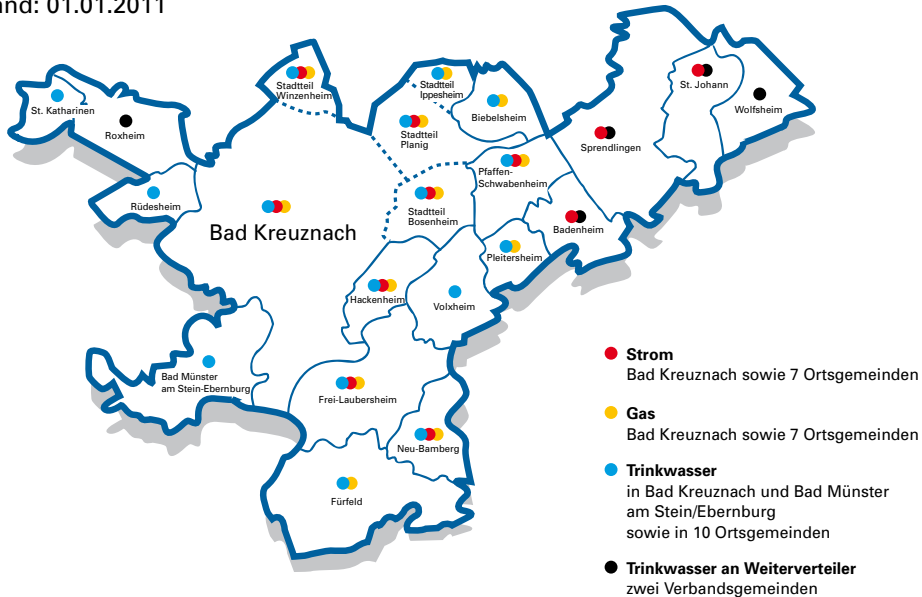 and: 01.01.2011
Stadtteil
Winzenheim
Stadtteil
Ippesheim
St. Johann
St. Katharinen
Roxheim
Biebelsheim
Wolfsheim
Stadtteil
Planig
Sprendlingen
Pfaffen-
Schwabenheim
Rüdesheim
Bad Kreuznach
Stadtteil
Bosenheim
Badenheim
Pleitersheim
Hackenheim
Volxheim
Bad Münster
am Stein-Ebernburg
Frei-Laubersheim
Neu-Bamberg
Fürfeld
Strom
Bad Kreuznach sowie 7 Ortsgemeinden
Gas
Bad Kreuznach sowie 7 Ortsgemeinden
Trinkwasser
in Bad Kreuznach und Bad Münster
am Stein/Ebernburg
sowie in 10 Ortsgemeinden
Trinkwasser an Weiterverteiler
zwei Verbandsgemeinden